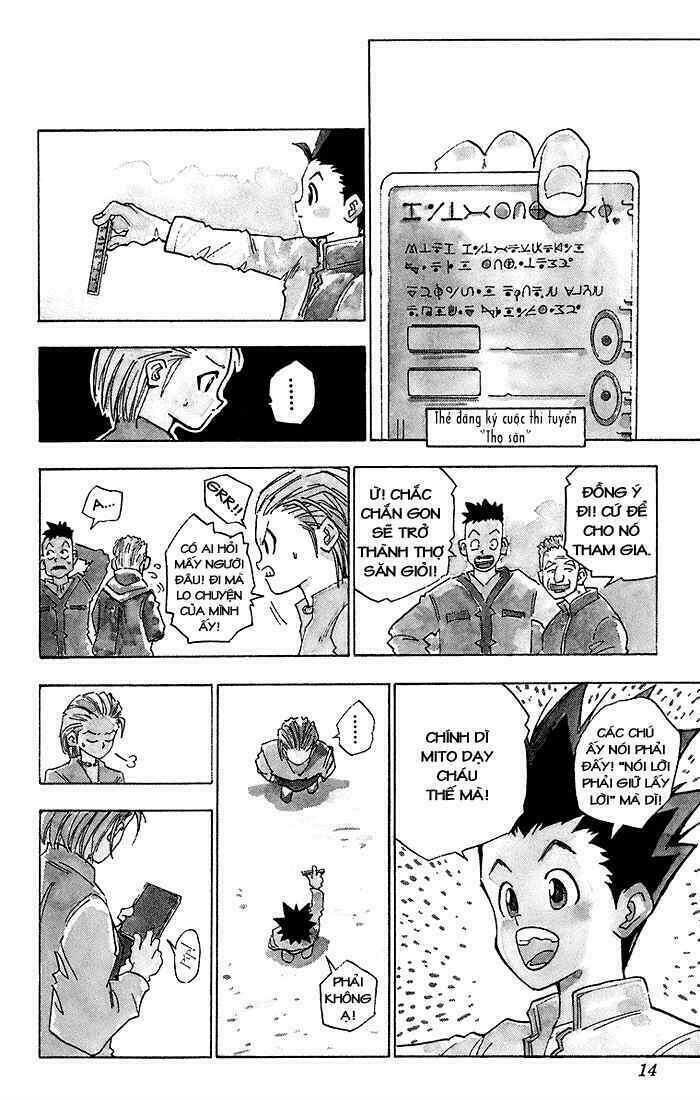 Thẻ đăng ký cuộc thi tuyển
"Thợ săn"
......
ĐỒNG Ý
ĐI! CỨ ĐỂ
CHO NÓ
THAM GIA.
Ừ! CHẮC
CHẮN GON
SẼ TRỞ
THÀNH THỢ
SĂN GIỎI!
GRR!!
CÓ AI HỎI
MẤY NGƯỜI
ĐÂU! ĐI MÀ
LO CHUYỆN
CỦA MÌNH
ẤY!
A...
CÁC CHÚ
ẤY NÓI PHẢI
ĐẤY! "NÓI LỜI
PHẢI GIỮ LẤY
LỜI" MÀ DÌ!
CHÍNH DÌ
MITO DẠY
CHÁU
THẾ MÀ!
......
PHẢI
KHÔNG
Ạ!
14